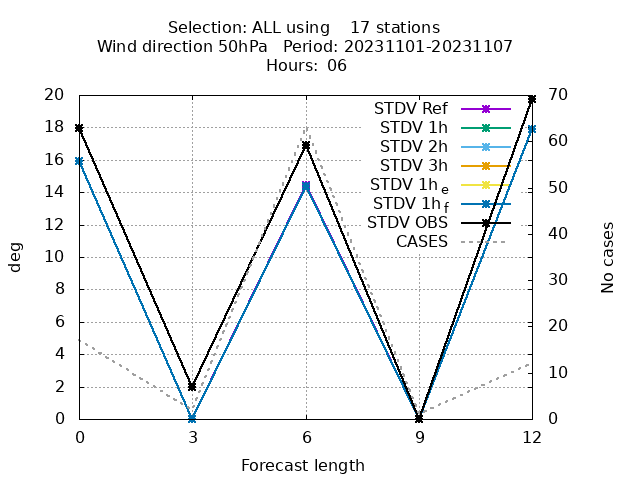 Selection: ALL using    17 stations
Wind direction 50hPa   Period: 20231101-20231107
Hours: 06
deg
No cases
20
18
16
14
12
10
8
6
4
2
0
70
60
50
40
30
20
10
0
STDV Ref
STDV 1h
STDV 2h
STDV 3h
STDV 1hₑ
STDV 1h_f
STDV OBS
CASES
0 3 6 9 12
Forecast length